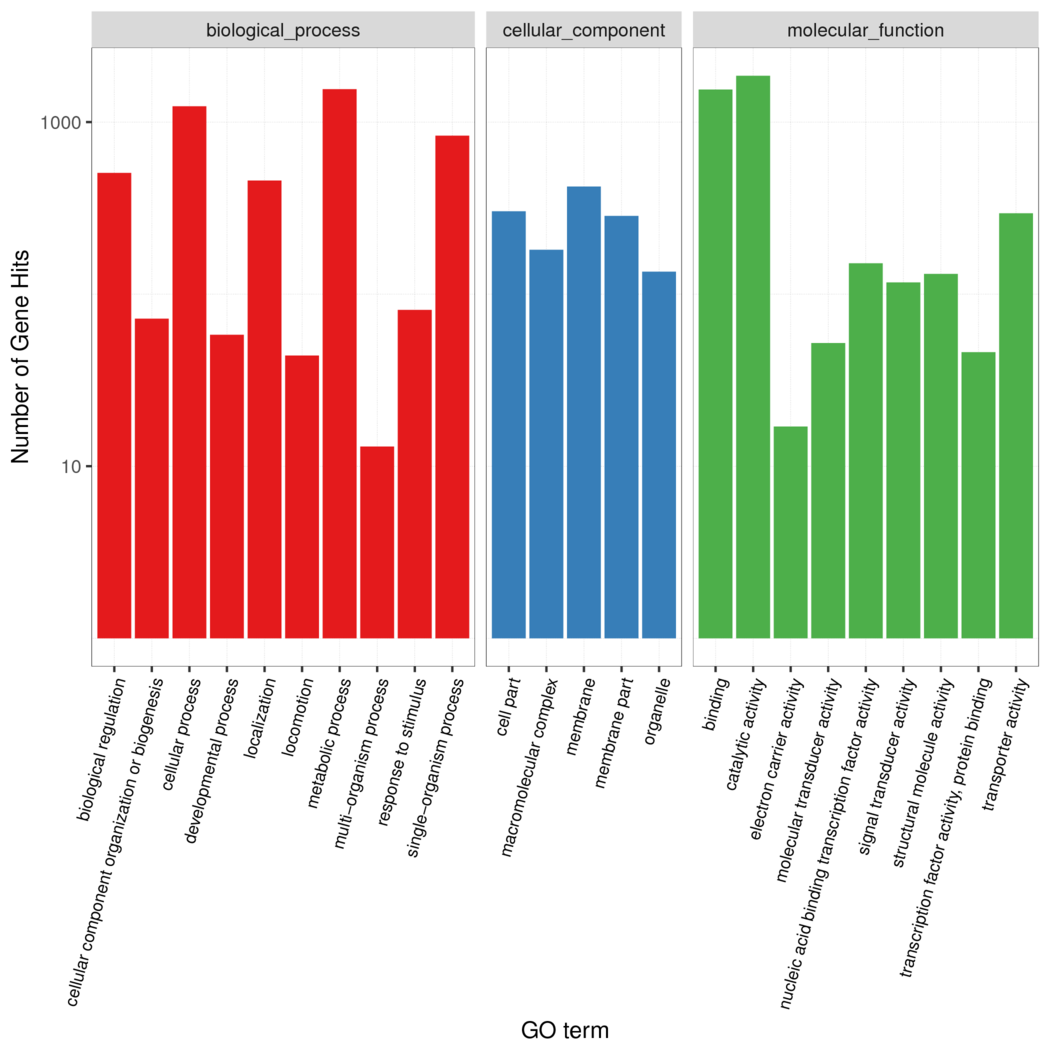 biological_process
cellular_component
molecular_function
Number of Gene Hits
1000
10
biological regulation
cellular component organization or biogenesis
cellular process
developmental process
localization
locomotion
metabolic process
multi−organism process
response to stimulus
single−organism process
cell part
macromolecular complex
membrane
membrane part
organelle
binding
catalytic activity
electron carrier activity
molecular transducer activity
nucleic acid binding transcription factor activity
signal transducer activity
structural molecule activity
transcription factor activity, protein binding
transporter activity
GO term